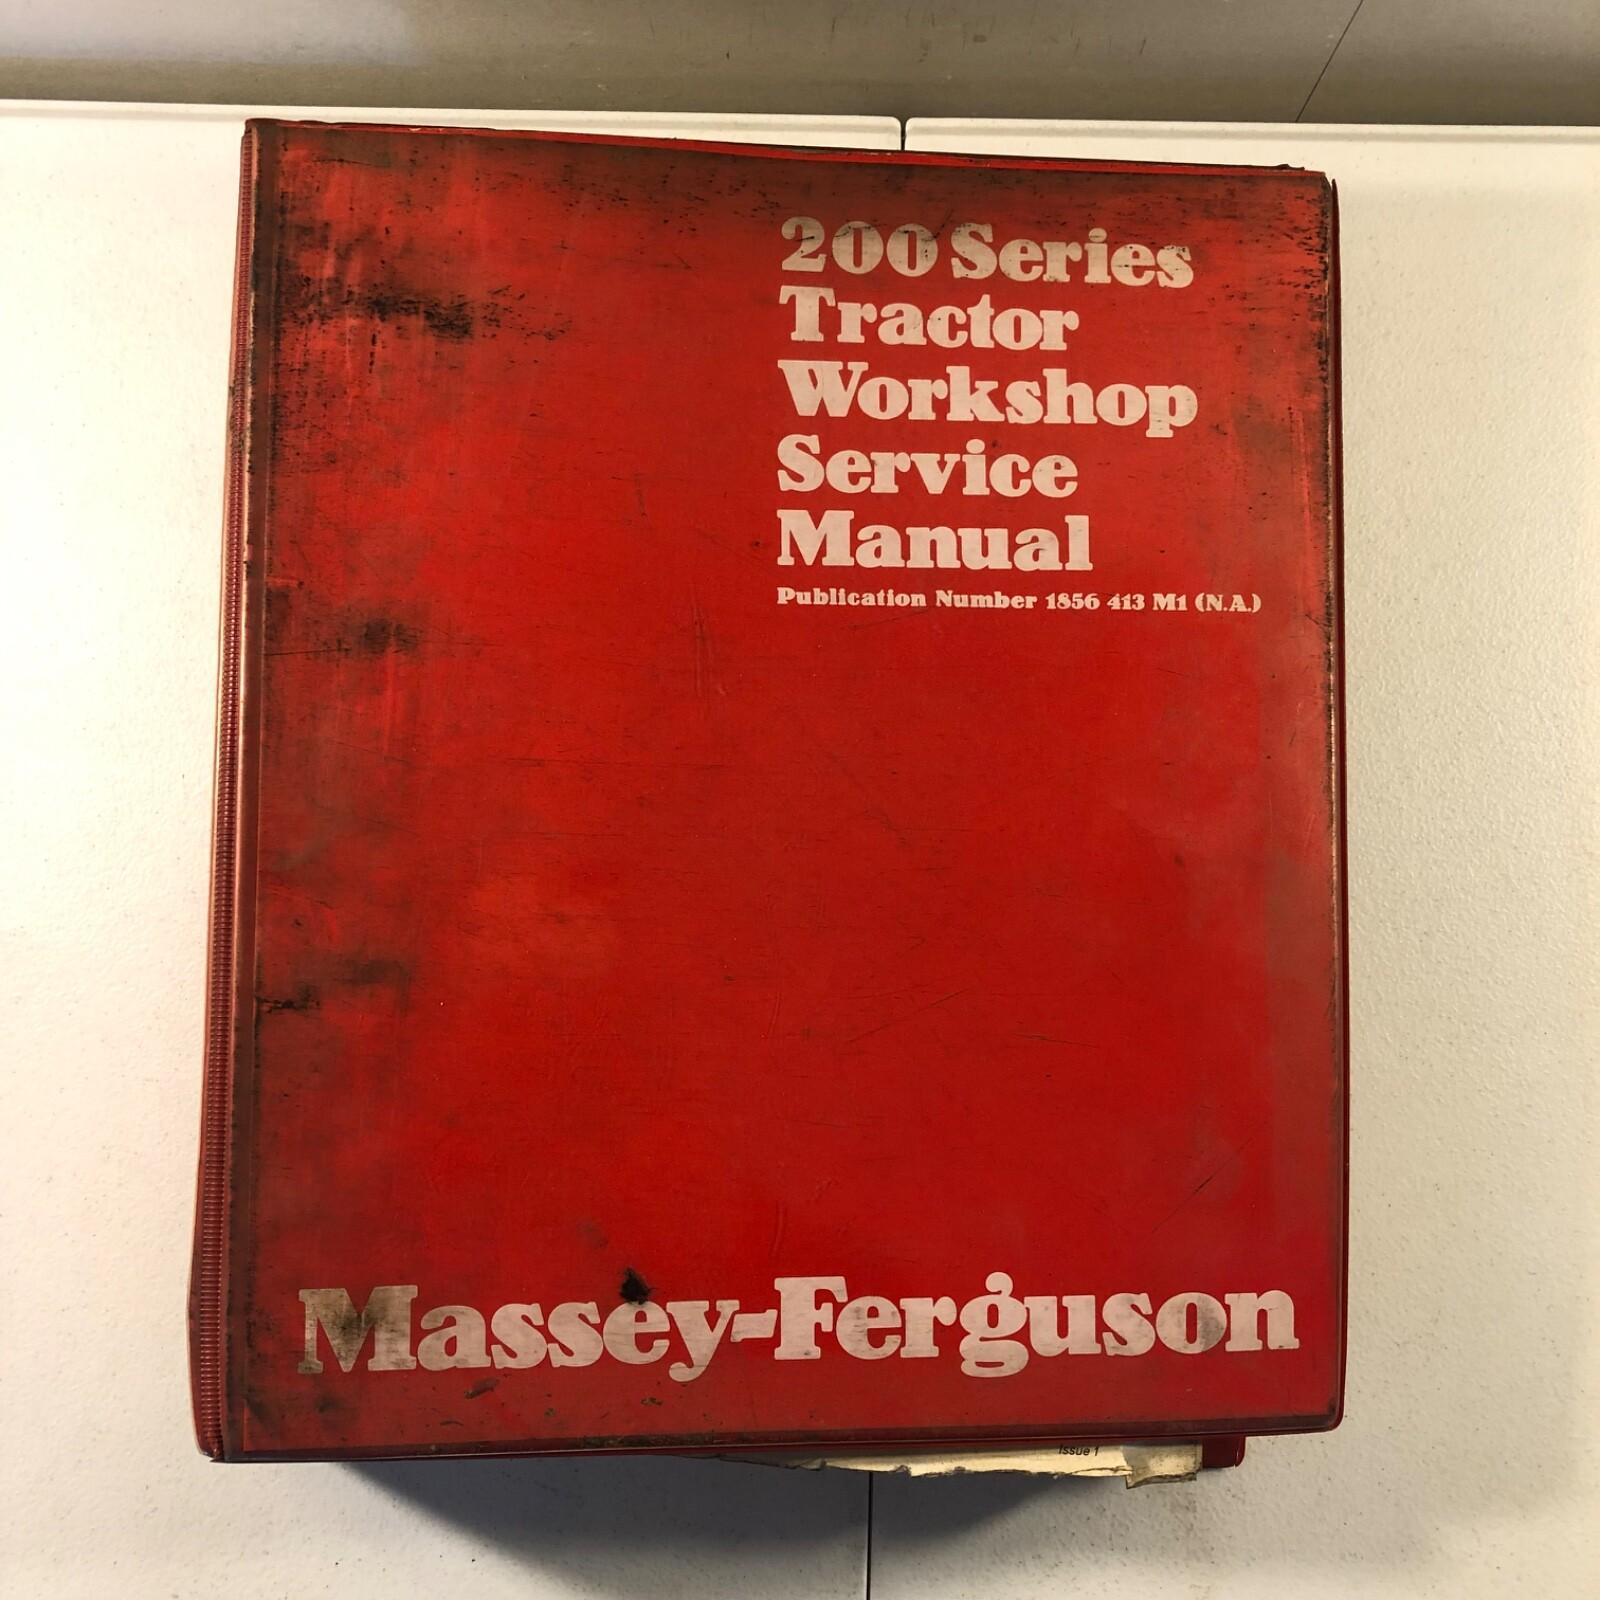 200 Series
Tractor
Workshop
Service
Manual
Publication Number 1856 413 M1 (N.A.)
Massey-Ferguson
Issue 1